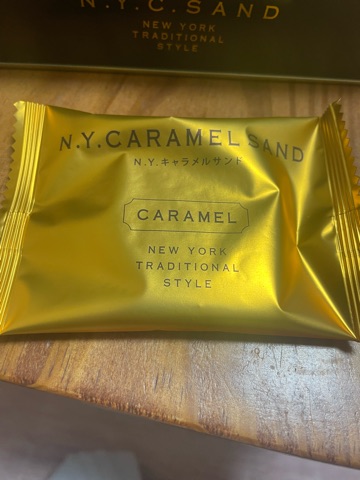 N.Y.C.SAND
NEW YORK
TRADITIONAL
STYLE
N.Y.CARAMEL SAND
N.Y.キャラメルサンド
CARAMEL
NEW YORK
TRADITIONAL
STYLE